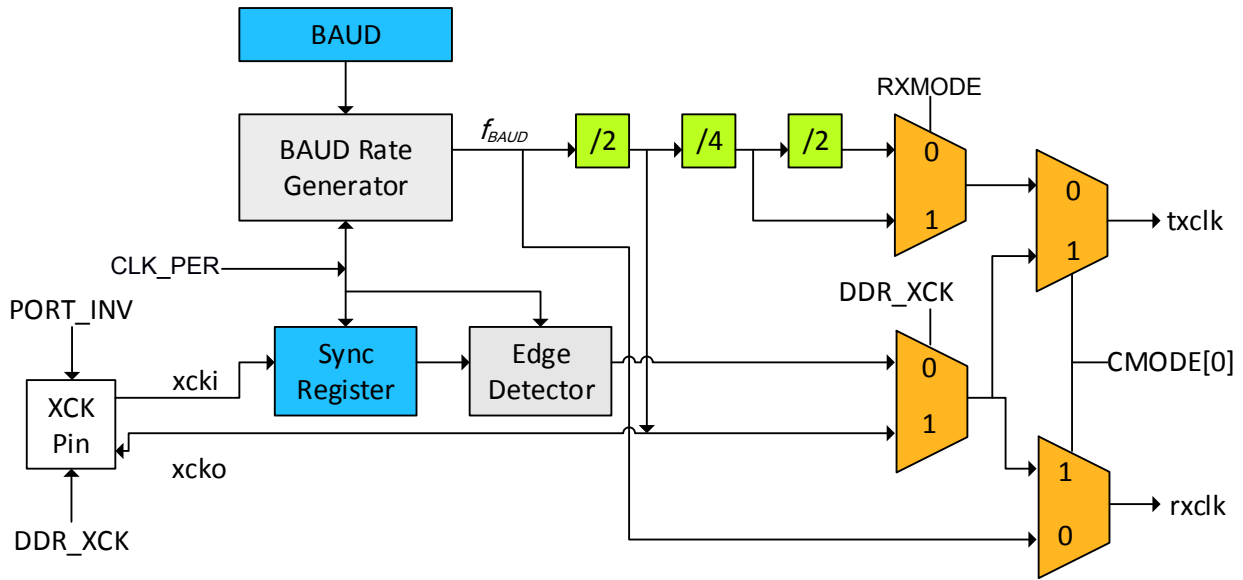 BAUD
RXMODE
fBAUD
/2
/4
/2
BAUD Rate
Generator
0
1
0
1
txclk
CLK_PER
DDR_XCK
PORT_INV
Sync
Register
Edge
Detector
0
1
CMODE[0]
xcki
XCK
Pin
xcko
1
0
rxclk
DDR_XCK